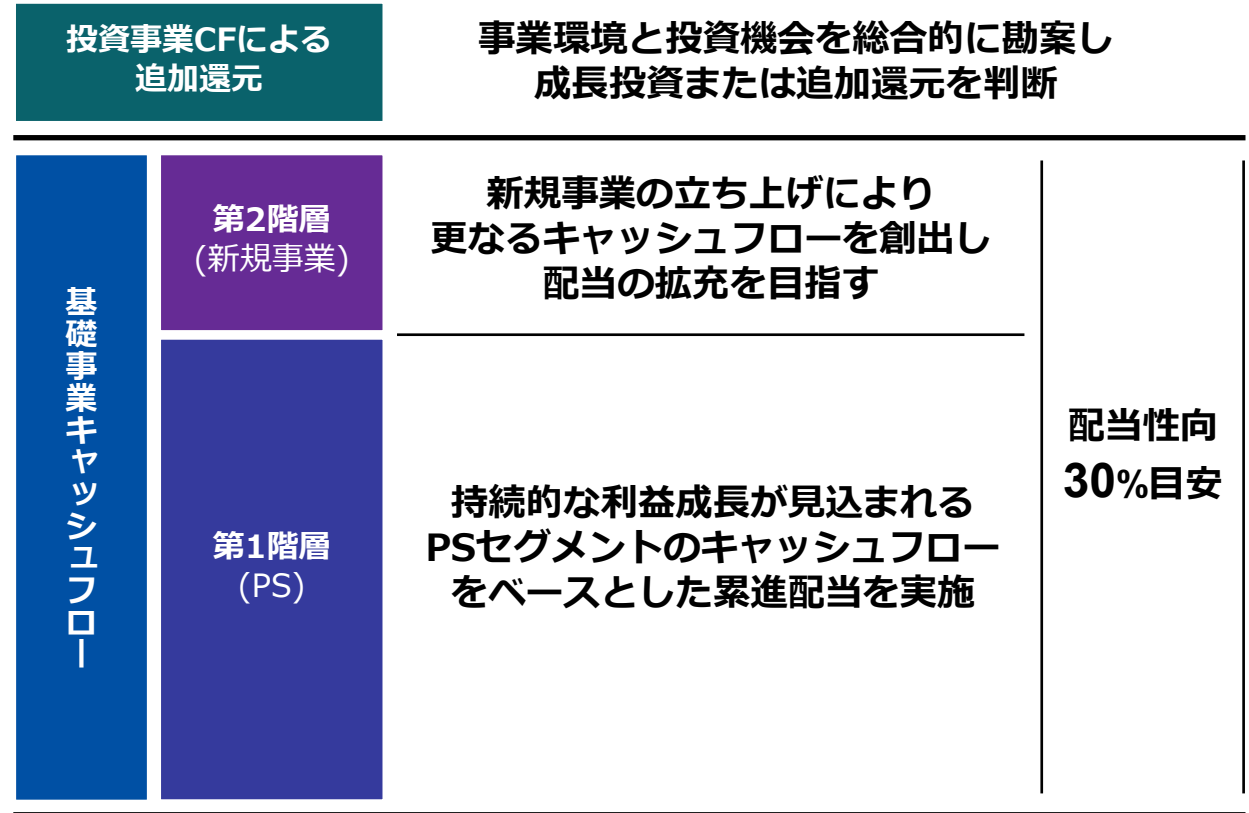 投資事業CFによる
追加還元
事業環境と投資機会を総合的に勘案し
成長投資または追加還元を判断
基礎事業キャッシュフロー
第2階層
(新規事業)
新規事業の立ち上げにより
更なるキャッシュフローを創出し
配当の拡充を目指す
第1階層
(PS)
持続的な利益成長が見込まれる
PSセグメントのキャッシュフロー
をベースとした累進配当を実施
配当性向
30%目安